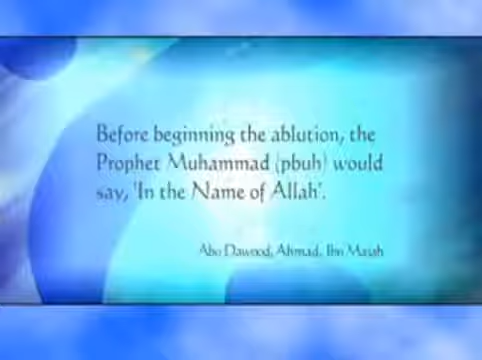 Before beginning the ablution, the
Prophet Muhammad (pbuh) would
say, 'In the Name of Allah'.
Abo Dawood, Ahmad, Ibn Majah